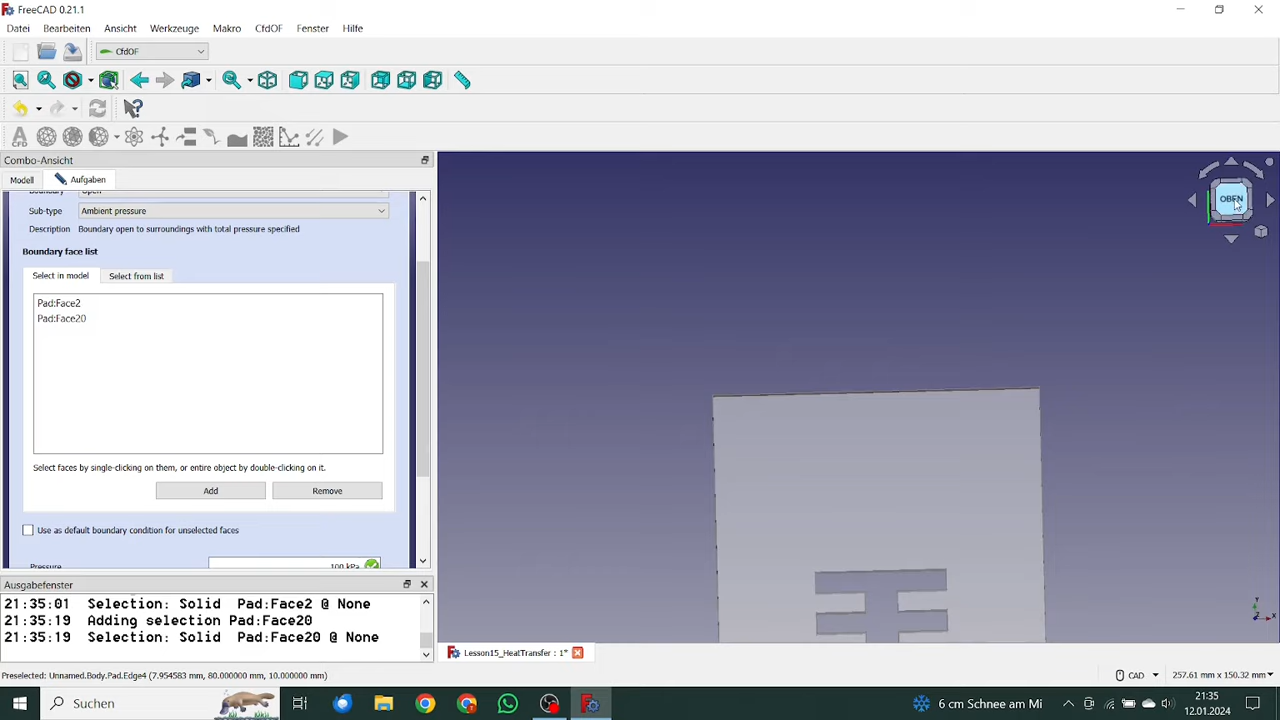 FreeCAD 0.21.1
Datei Bearbeiten Ansicht Werkzeuge Makro CfdOF Fenster Hilfe
CfdOF
Combo-Ansicht
Modell Aufgaben
Sub-type Ambient pressure
Description Boundary open to surroundings with total pressure specified
Boundary face list
Select in model Select from list
Pad:Face2
Pad:Face20
Select faces by single-clicking on them, or entire object by double-clicking on it.
Add Remove
Use as default boundary condition for unselected faces
Pressure 100 kPa
OBEN
Ausgabefenster
21:35:01 Selection: Solid Pad:Face2 @ None
21:35:19 Adding selection Pad:Face20
21:35:19 Selection: Solid Pad:Face20 @ None
Lesson15_HeatTransfer : 1*
Preselected: Unnamed.Body.Pad.Edge4 (7.954583 mm, 80.000000 mm, 10.000000 mm)
CAD 257.61 mm x 150.32 mm
Suchen
6 cm Schnee am Mi
21:35
12.01.2024